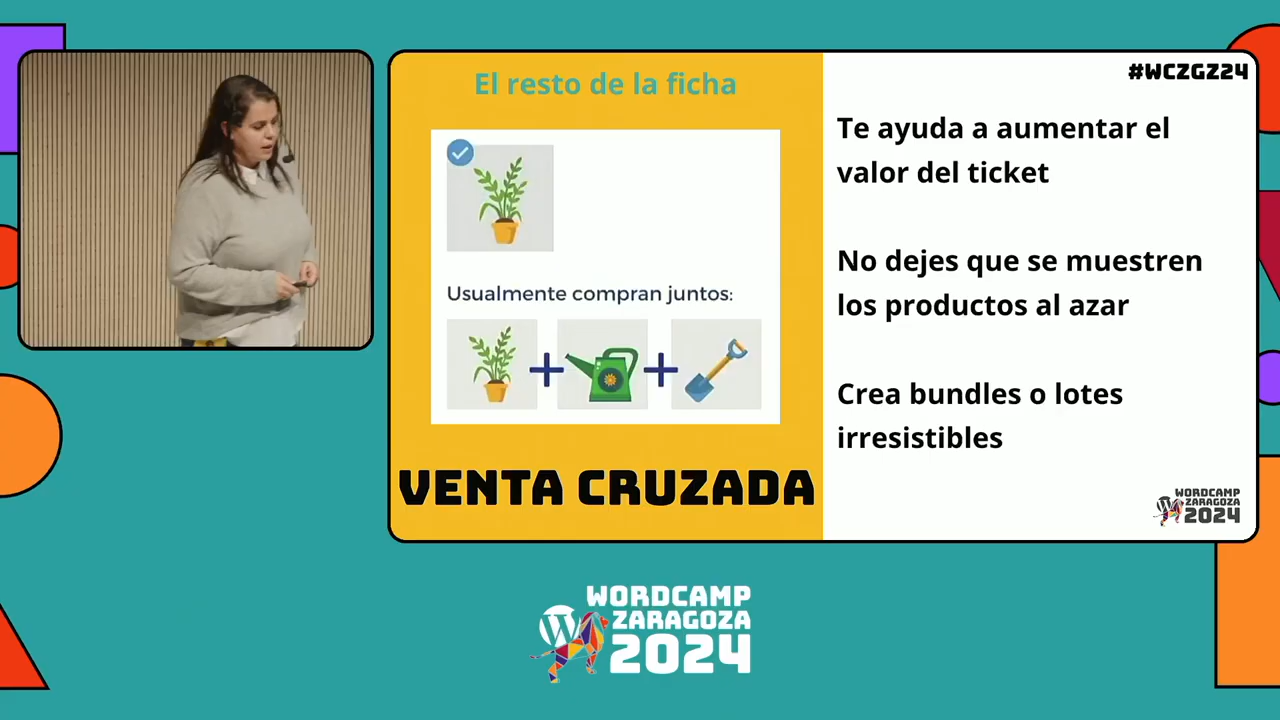 El resto de la ficha
Usualmente compran juntos:
VENTA CRUZADA
#WCZGZ24
Te ayuda a aumentar el
valor del ticket
No dejes que se muestren
los productos al azar
Crea bundles o lotes
irresistibles
WORDCAMP
ZARAGOZA
2024
WORDCAMP
ZARAGOZA
2024